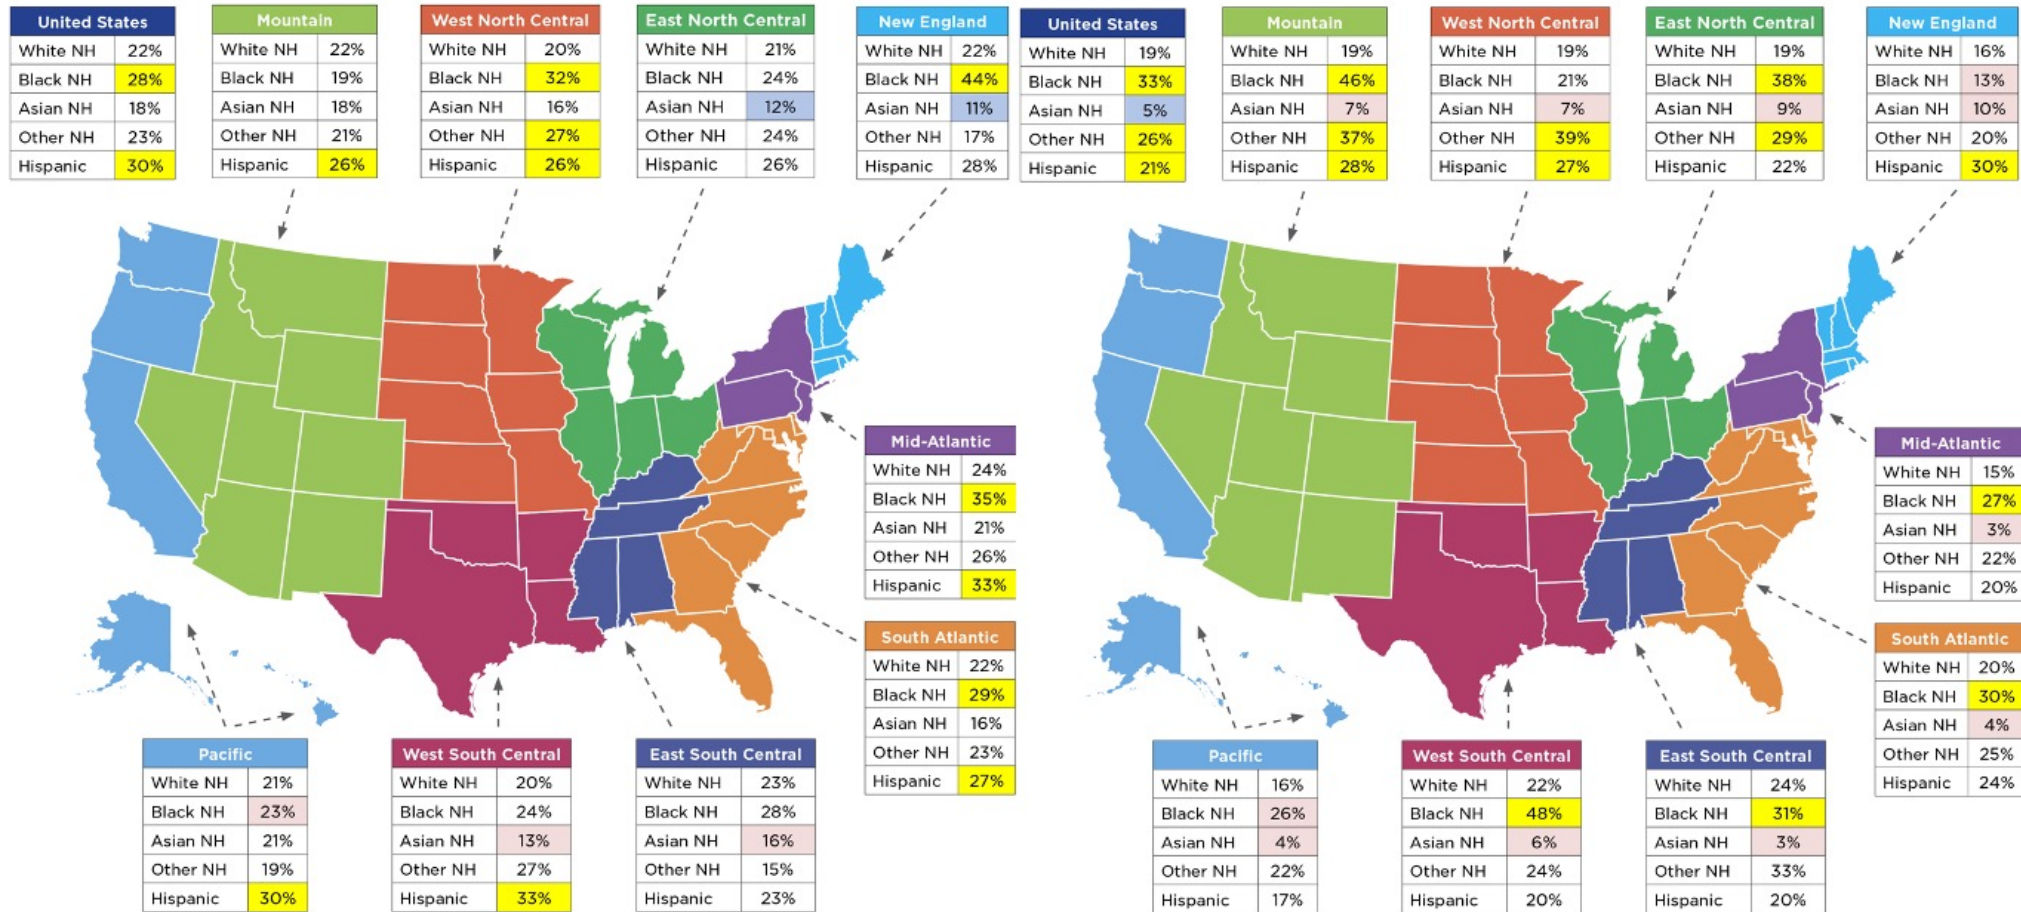 United States
White NH 22%
Black NH 28%
Asian NH 18%
Other NH 23%
Hispanic 30%
Mountain
White NH 22%
Black NH 19%
Asian NH 18%
Other NH 21%
Hispanic 26%
West North Central
White NH 20%
Black NH 32%
Asian NH 16%
Other NH 27%
Hispanic 26%
East North Central
White NH 21%
Black NH 24%
Asian NH 12%
Other NH 24%
Hispanic 26%
New England
White NH 22%
Black NH 44%
Asian NH 11%
Other NH 17%
Hispanic 28%
Mid-Atlantic
White NH 24%
Black NH 35%
Asian NH 21%
Other NH 26%
Hispanic 33%
South Atlantic
White NH 22%
Black NH 29%
Asian NH 16%
Other NH 23%
Hispanic 27%
Pacific
White NH 21%
Black NH 23%
Asian NH 21%
Other NH 19%
Hispanic 30%
West South Central
White NH 20%
Black NH 24%
Asian NH 13%
Other NH 27%
Hispanic 33%
East South Central
White NH 23%
Black NH 28%
Asian NH 16%
Other NH 15%
Hispanic 23%
United States
White NH 19%
Black NH 33%
Asian NH 5%
Other NH 26%
Hispanic 21%
Mountain
White NH 19%
Black NH 46%
Asian NH 7%
Other NH 37%
Hispanic 28%
West North Central
White NH 19%
Black NH 21%
Asian NH 7%
Other NH 39%
Hispanic 27%
East North Central
White NH 19%
Black NH 38%
Asian NH 9%
Other NH 29%
Hispanic 22%
New England
White NH 16%
Black NH 13%
Asian NH 10%
Other NH 20%
Hispanic 30%
Mid-Atlantic
White NH 15%
Black NH 27%
Asian NH 3%
Other NH 22%
Hispanic 20%
South Atlantic
White NH 20%
Black NH 30%
Asian NH 4%
Other NH 25%
Hispanic 24%
Pacific
White NH 16%
Black NH 26%
Asian NH 4%
Other NH 22%
Hispanic 17%
West South Central
White NH 22%
Black NH 48%
Asian NH 6%
Other NH 24%
Hispanic 20%
East South Central
White NH 24%
Black NH 31%
Asian NH 3%
Other NH 33%
Hispanic 20%